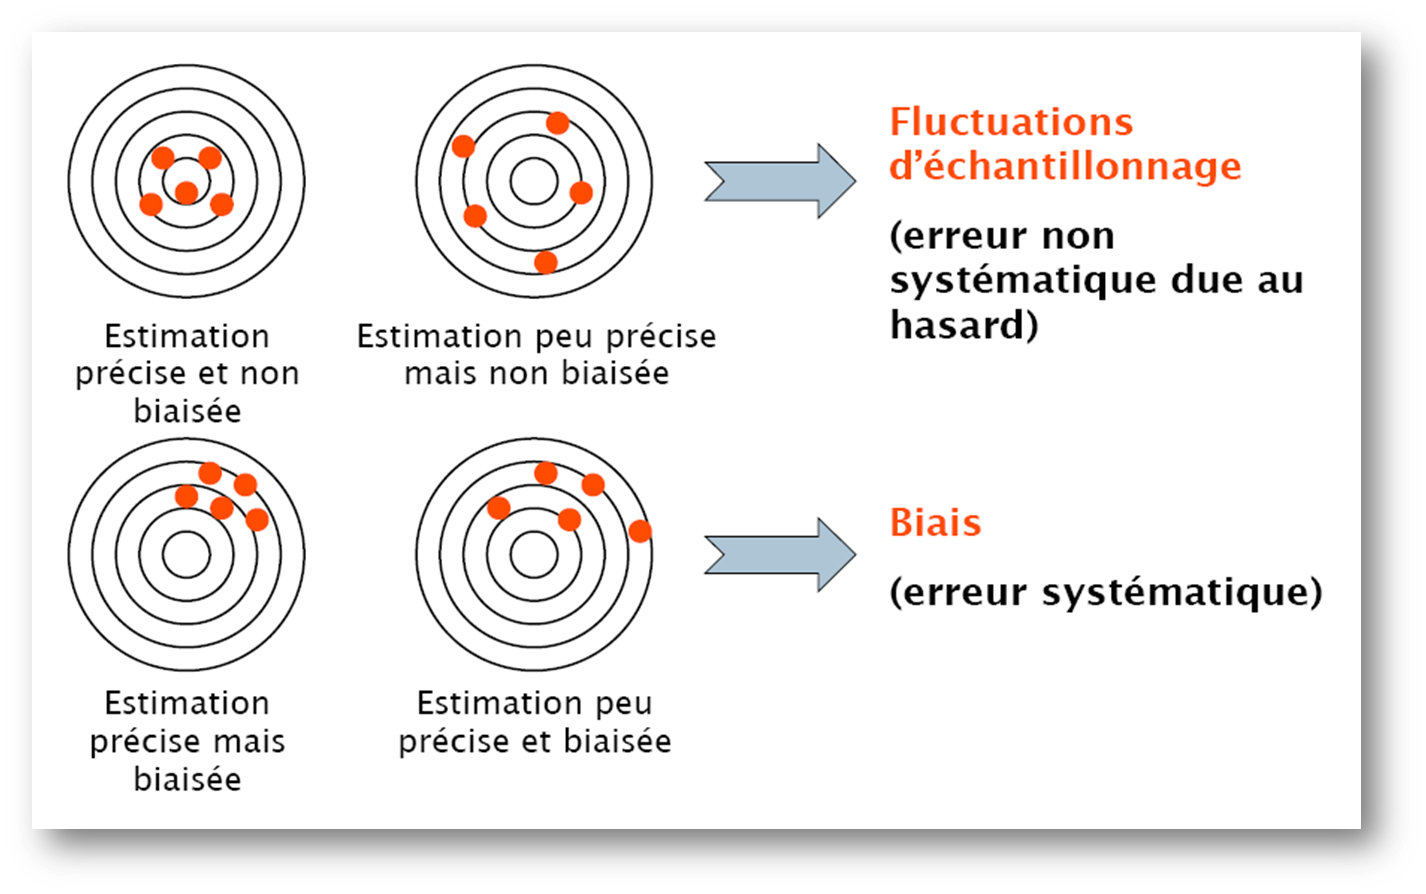 Estimation
précise et non
biaisée
Estimation peu précise
mais non biaisée
Fluctuations
d’échantillonnage
(erreur non
systématique due au
hasard)
Estimation
précise mais
biaisée
Estimation peu
précise et biaisée
Biais
(erreur systématique)